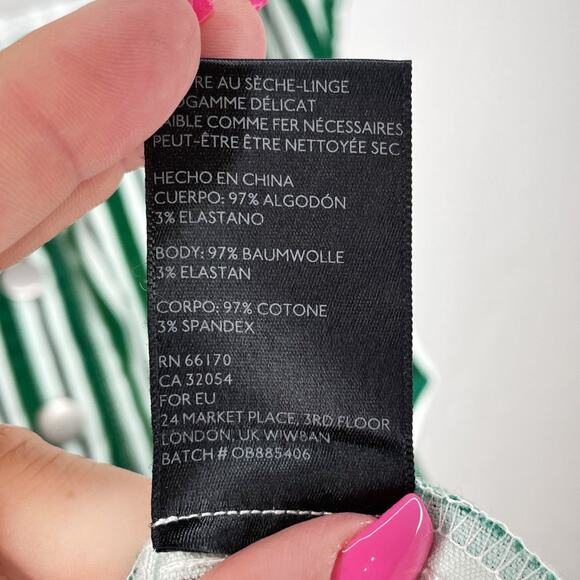 AU SÈCHE-LINGE
DÉLICAT
COMME FER NÉCESSAIRES
PEUT-ÊTRE ÊTRE NETTOYÉE SEC
HECHO EN CHINA
CUERPO: 97% ALGODÓN
3% ELASTANO
BODY: 97% BAUMWOLLE
3% ELASTAN
CORPO: 97% COTONE
3% SPANDEX
RN 66170
CA 32054
FOR EU
24 MARKET PLACE, 3RD FLOOR
LONDON, UK W1W8AN
BATCH # OB885406